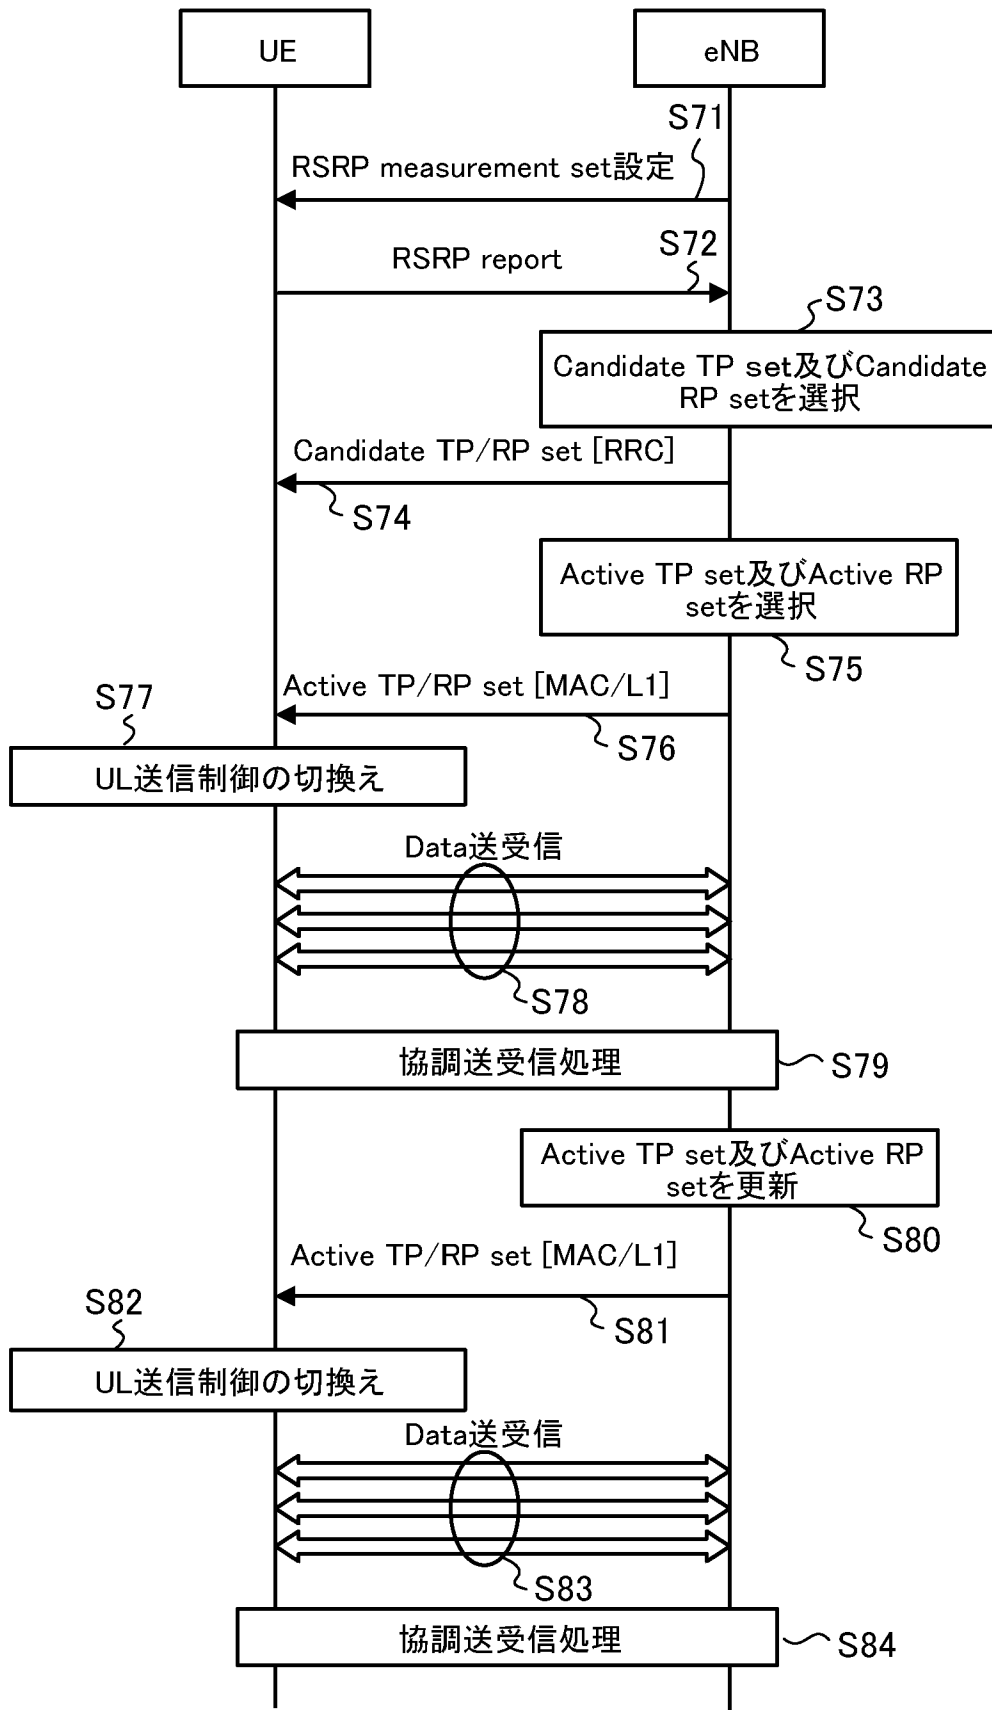 UE
eNB
S71
RSRP measurement set設定
S72
RSRP report
S73
Candidate TP set及びCandidate
RP setを選択
Candidate TP/RP set [RRC]
S74
Active TP set及びActive RP
setを選択
S75
Active TP/RP set [MAC/L1]
S76
S77
UL送信制御の切換え
Data送受信
S78
協調送受信処理
S79
Active TP set及びActive RP
setを更新
S80
Active TP/RP set [MAC/L1]
S81
S82
UL送信制御の切換え
Data送受信
S83
協調送受信処理
S84